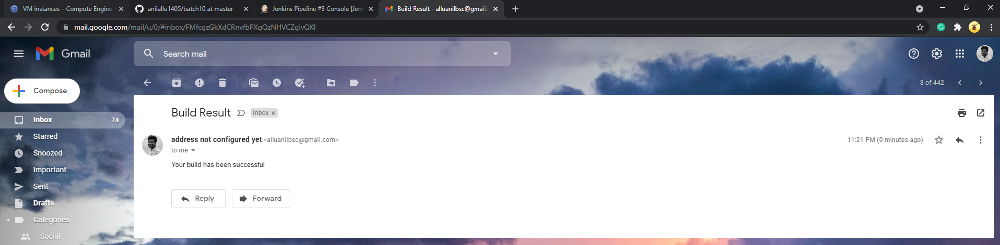 VM instances – Compute Engine
anilallu1405/batch10 at master
Jenkins Pipeline #3 Console [Jen
Build Result - alluanilbsc@gmail.c
mail.google.com/mail/u/0/#inbox/FMfcgzGkXdCRnvfbPXgQzNHVCZglvQKl
Gmail
Search mail
Compose
3 of 442
Inbox 74
Starred
Snoozed
Important
Sent
Drafts 1
Categories
Social
Build Result
Inbox ×
address not configured yet <alluanilbsc@gmail.com>
11:21 PM (0 minutes ago)
to me
Your build has been successful
Reply
Forward